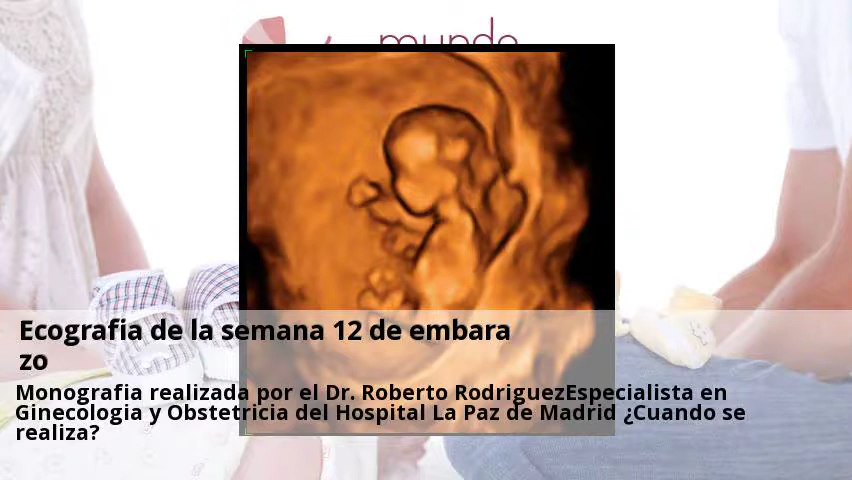 mundo
Ecografia de la semana 12 de embara
zo
Monografia realizada por el Dr. Roberto RodriguezEspecialista en
Ginecologia y Obstetricia del Hospital La Paz de Madrid ¿Cuando se
realiza?